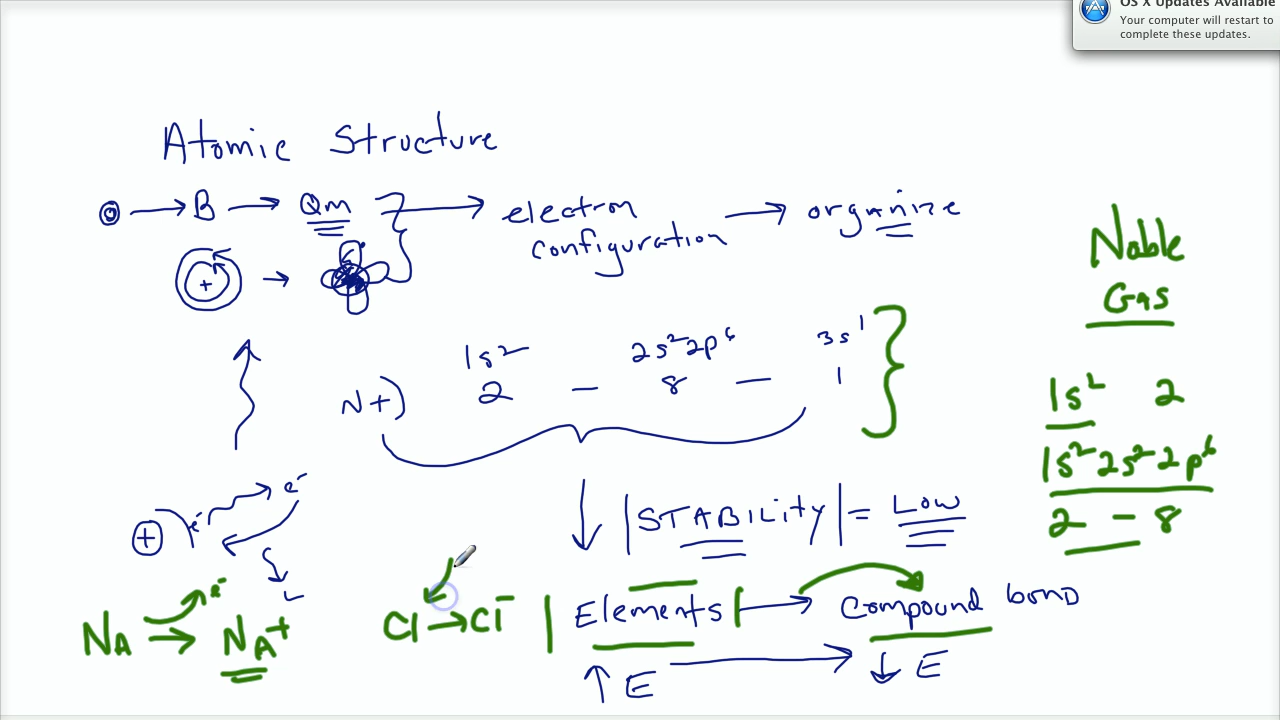 OS X Updates Available
Your computer will restart to
complete these updates.
Atomic Structure
B → QM → electron configuration → organize
+ →
Noble
Gas
1s² 2s²2p⁶ 3s¹
N+) 2 – 8 – 1
1s² 2
1s²2s²2p⁶
2 – 8
+ e⁻ e⁻
↓ |STABILITY| = LOW
e⁻
NA → NA+
Cl → Cl⁻
Elements → Compound bond
↑ E → ↓ E